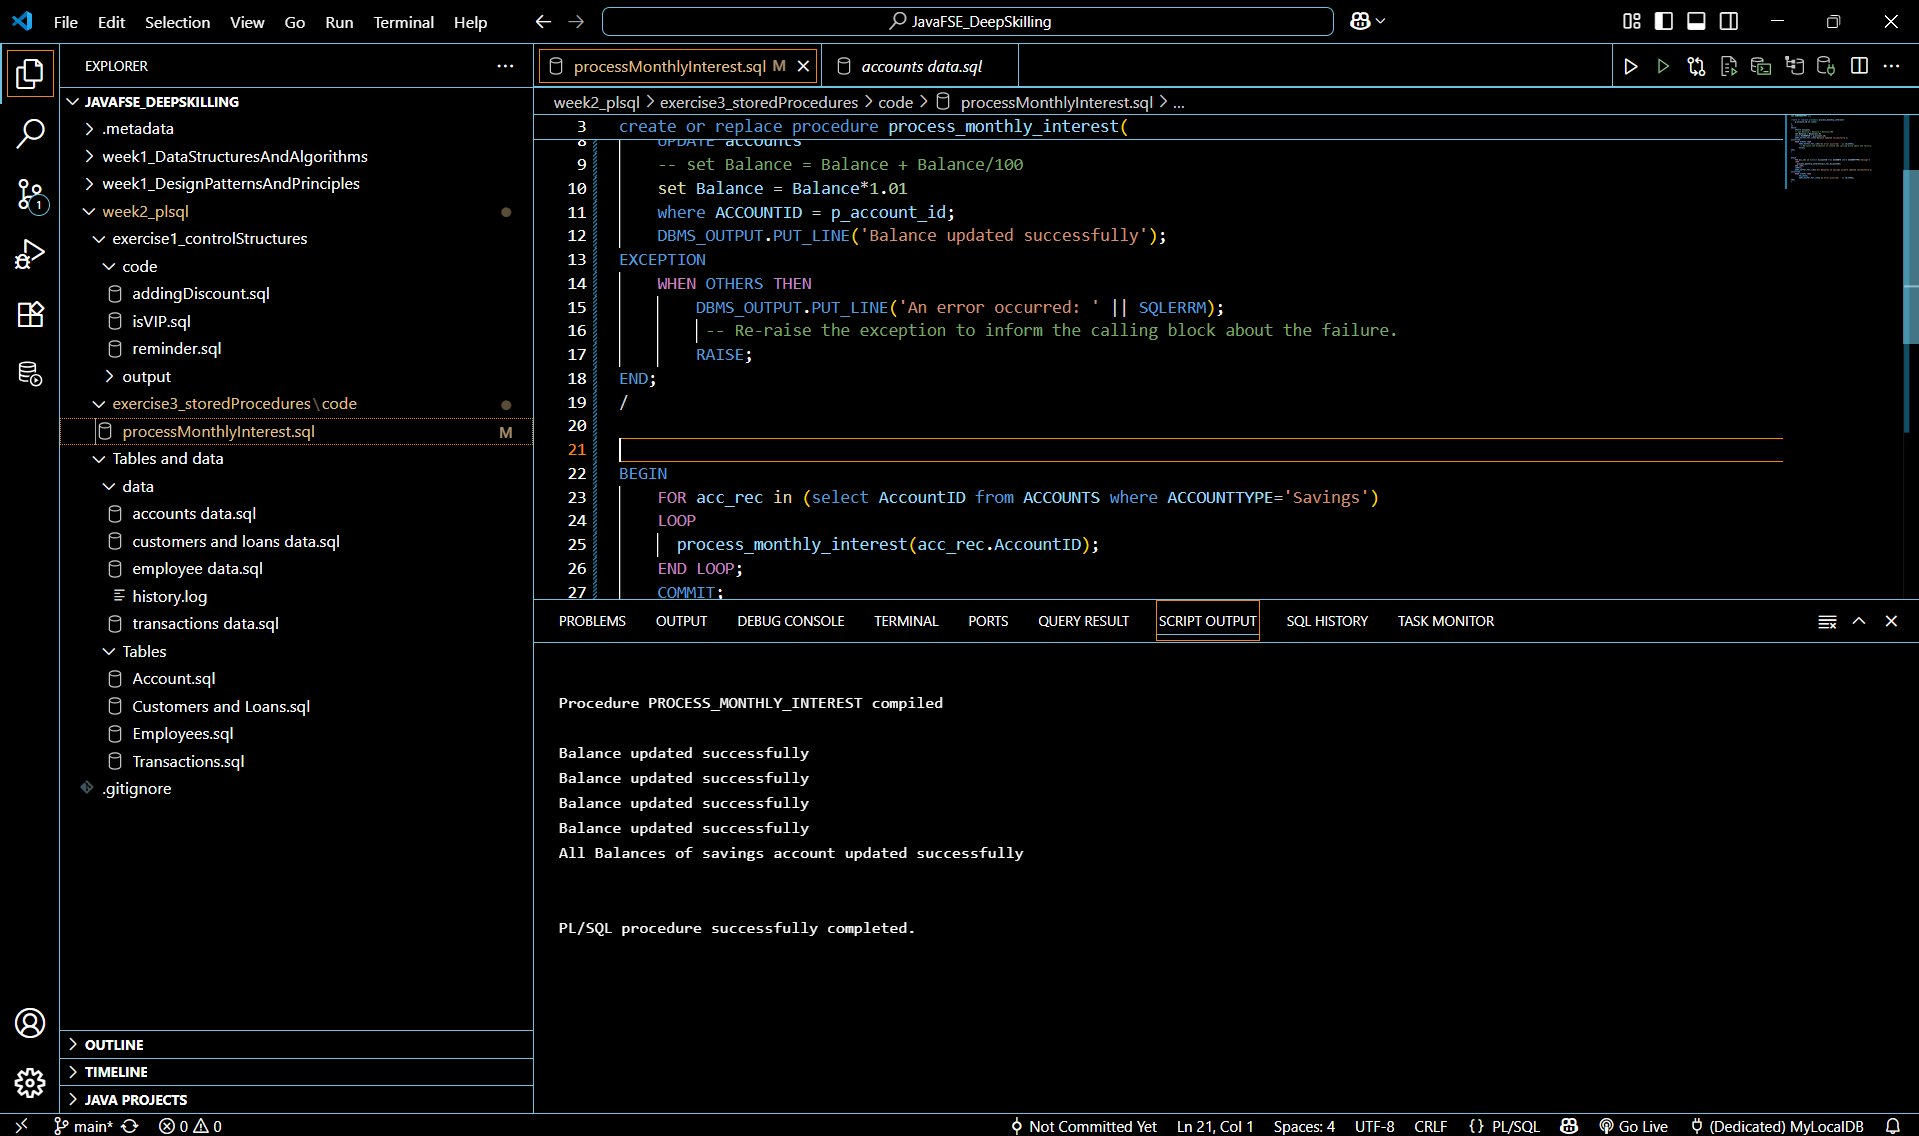 File Edit Selection View Go Run Terminal Help
JavaFSE_DeepSkilling
EXPLORER
JAVAFSE_DEEPSKILLING
.metadata
week1_DataStructuresAndAlgorithms
week1_DesignPatternsAndPrinciples
week2_plsql
exercise1_controlStructures
code
addingDiscount.sql
isVIP.sql
reminder.sql
output
exercise3_storedProcedures\code
processMonthlyInterest.sql M
Tables and data
data
accounts data.sql
customers and loans data.sql
employee data.sql
history.log
transactions data.sql
Tables
Account.sql
Customers and Loans.sql
Employees.sql
Transactions.sql
.gitignore
OUTLINE
TIMELINE
JAVA PROJECTS
1
processMonthlyInterest.sql M
accounts data.sql
week2_plsql > exercise3_storedProcedures > code > processMonthlyInterest.sql > ...
3 create or replace procedure process_monthly_interest(
8 UPDATE accounts
9 -- set Balance = Balance + Balance/100
10 set Balance = Balance*1.01
11 where ACCOUNTID = p_account_id;
12 DBMS_OUTPUT.PUT_LINE('Balance updated successfully');
13 EXCEPTION
14 WHEN OTHERS THEN
15 DBMS_OUTPUT.PUT_LINE('An error occurred: ' || SQLERRM);
16 -- Re-raise the exception to inform the calling block about the failure.
17 RAISE;
18 END;
19 /
20
21
22 BEGIN
23 FOR acc_rec in (select AccountID from ACCOUNTS where ACCOUNTTYPE='Savings')
24 LOOP
25 process_monthly_interest(acc_rec.AccountID);
26 END LOOP;
27 COMMIT;
PROBLEMS OUTPUT DEBUG CONSOLE TERMINAL PORTS QUERY RESULT SCRIPT OUTPUT SQL HISTORY TASK MONITOR
Procedure PROCESS_MONTHLY_INTEREST compiled
Balance updated successfully
Balance updated successfully
Balance updated successfully
Balance updated successfully
All Balances of savings account updated successfully
PL/SQL procedure successfully completed.
main* 0 0 Not Committed Yet Ln 21, Col 1 Spaces: 4 UTF-8 CRLF {} PL/SQL Go Live (Dedicated) MyLocalDB